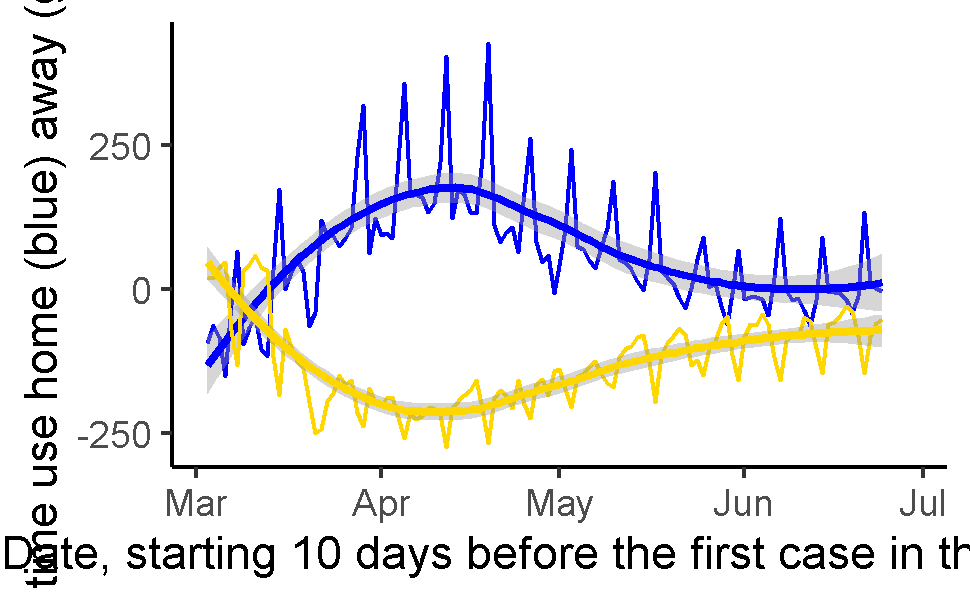 time use home (blue) away (
250
0
-250
Mar Apr May Jun Jul
Date, starting 10 days before the first case in th